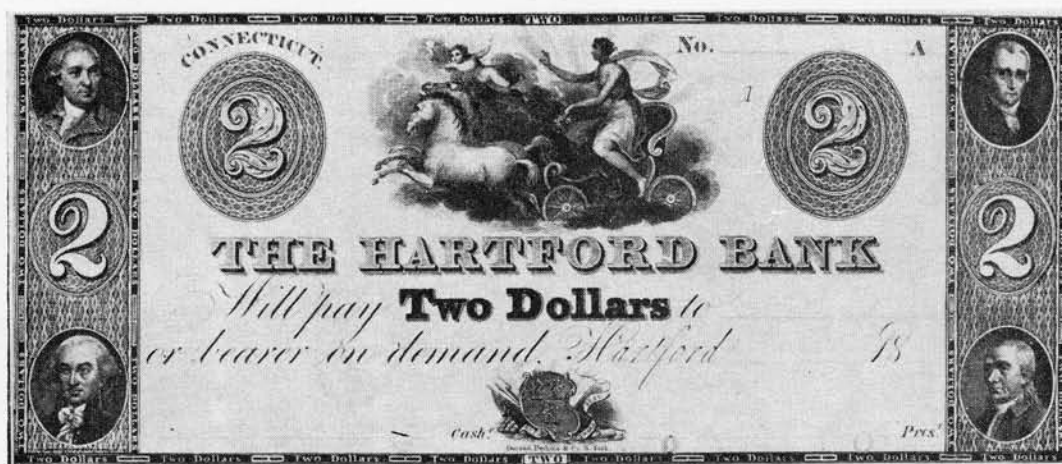 Two Dollars Two Dollars Two Dollars Two Dollars TWO Two Dollars Two Dollars Two Dollars Two Dollars
CONNECTICUT.
No. A
1
2 2
2 2
THE HARTFORD BANK
Will pay Two Dollars to
or bearer on demand. Hartford 18
Cash.r Pres.t
Two Dollars Two Dollars Two Dollars Two Dollars TWO Two Dollars Two Dollars Two Dollars Two Dollars